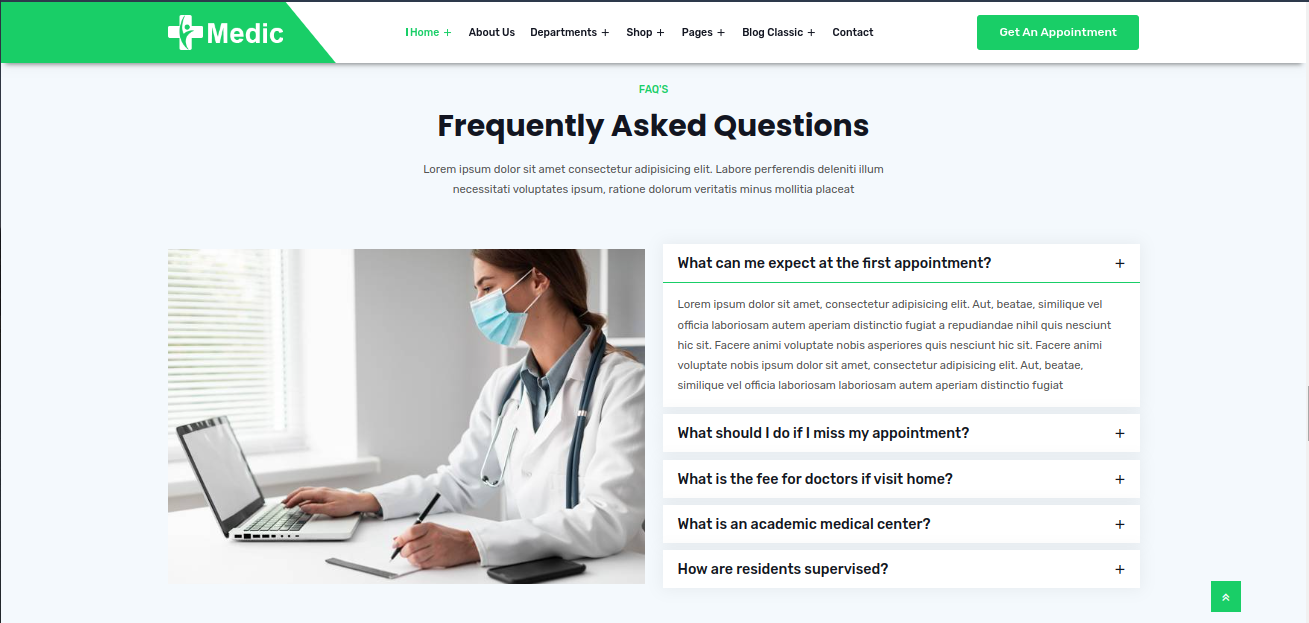 Medic
Home + About Us Departments + Shop + Pages + Blog Classic + Contact
Get An Appointment
FAQ'S
Frequently Asked Questions
Lorem ipsum dolor sit amet consectetur adipisicing elit. Labore perferendis deleniti illum
necessitati voluptates ipsum, ratione dolorum veritatis minus mollitia placeat
What can me expect at the first appointment? +
Lorem ipsum dolor sit amet, consectetur adipisicing elit. Aut, beatae, similique vel
officia laboriosam autem aperiam distinctio fugiat a repudiandae nihil quis nesciunt
hic sit. Facere animi voluptate nobis asperiores quis nesciunt hic sit. Facere animi
voluptate nobis ipsum dolor sit amet, consectetur adipisicing elit. Aut, beatae,
similique vel officia laboriosam laboriosam autem aperiam distinctio fugiat
What should I do if I miss my appointment? +
What is the fee for doctors if visit home? +
What is an academic medical center? +
How are residents supervised? +